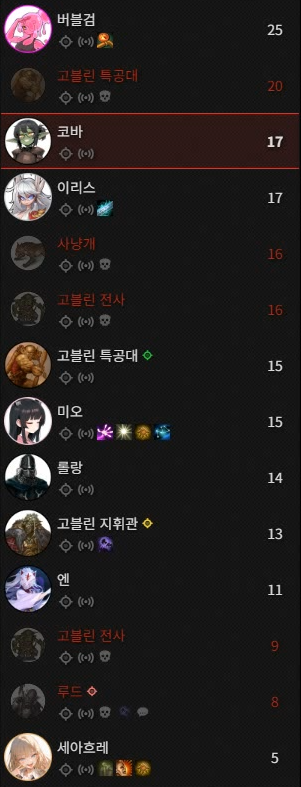 버블검
25
고블린 특공대
20
코바
17
이리스
17
사냥개
16
고블린 전사
16
고블린 특공대
15
미오
15
롤랑
14
고블린 지휘관
13
엔
11
고블린 전사
9
루드
8
세아흐레
5